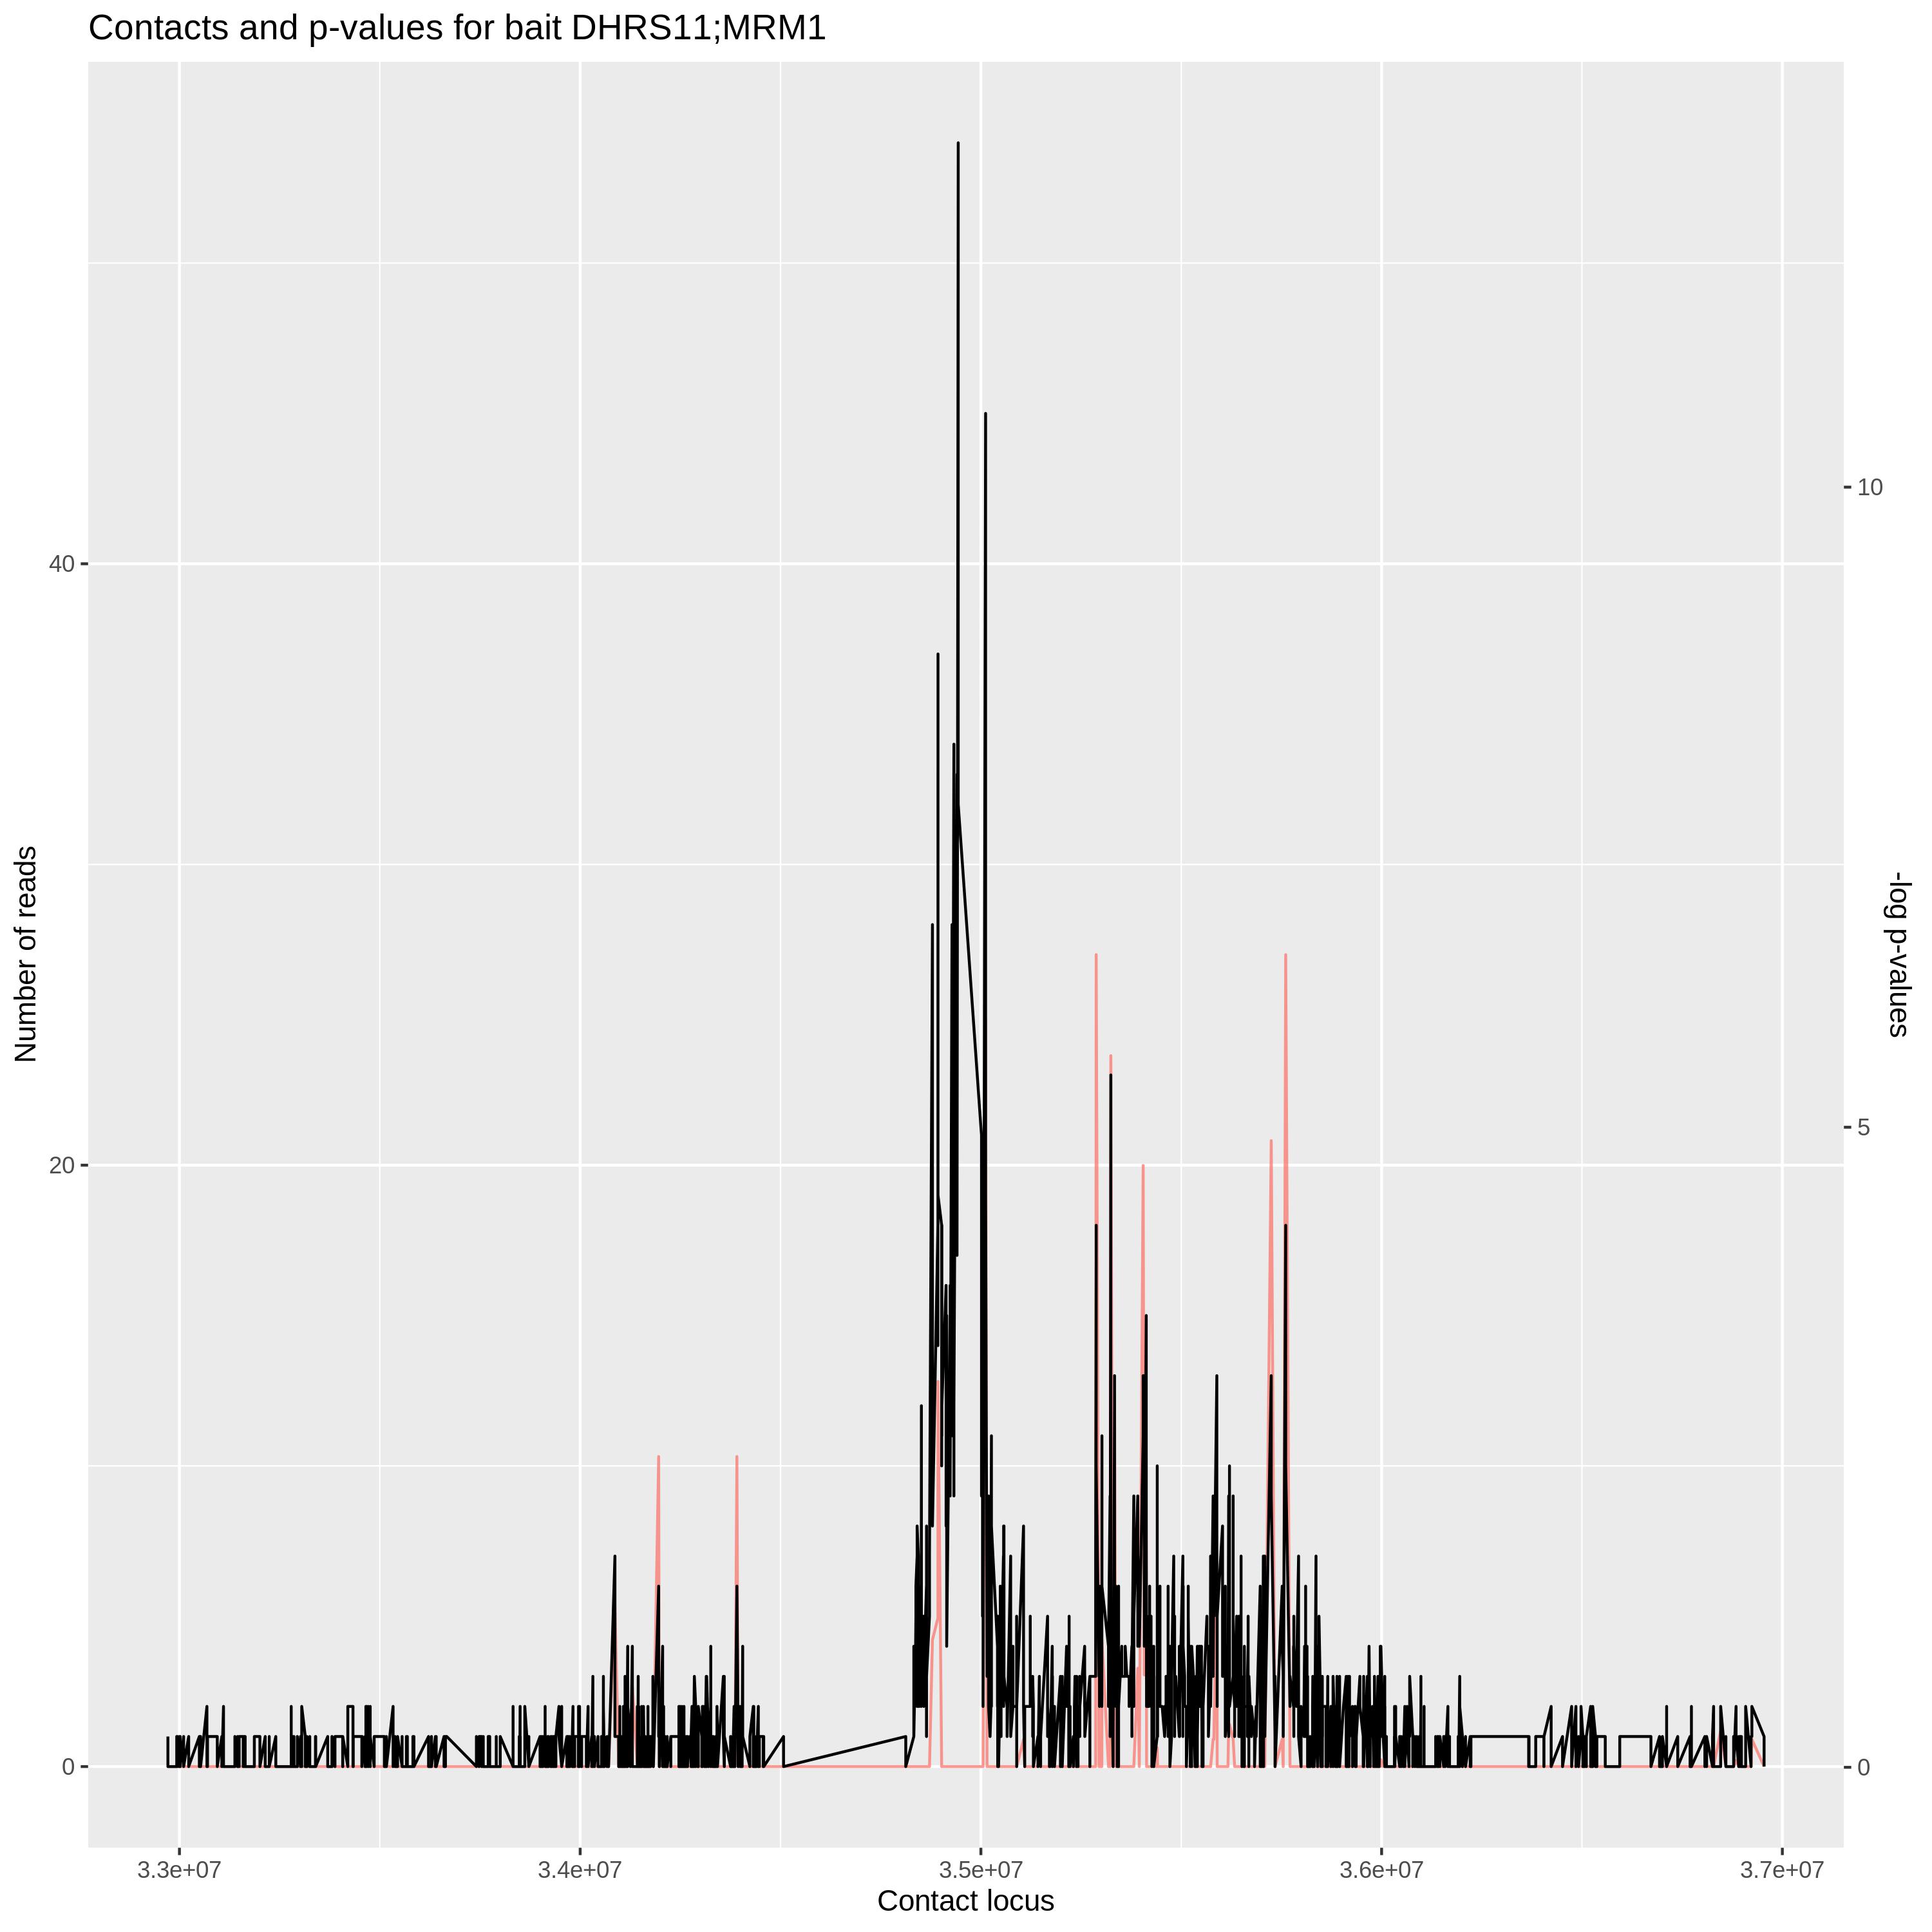 Contacts and p-values for bait DHRS11;MRM1
Number of reads
40
20
0
10
5
0
-log p-values
3.3e+07
3.4e+07
3.5e+07
3.6e+07
3.7e+07
Contact locus